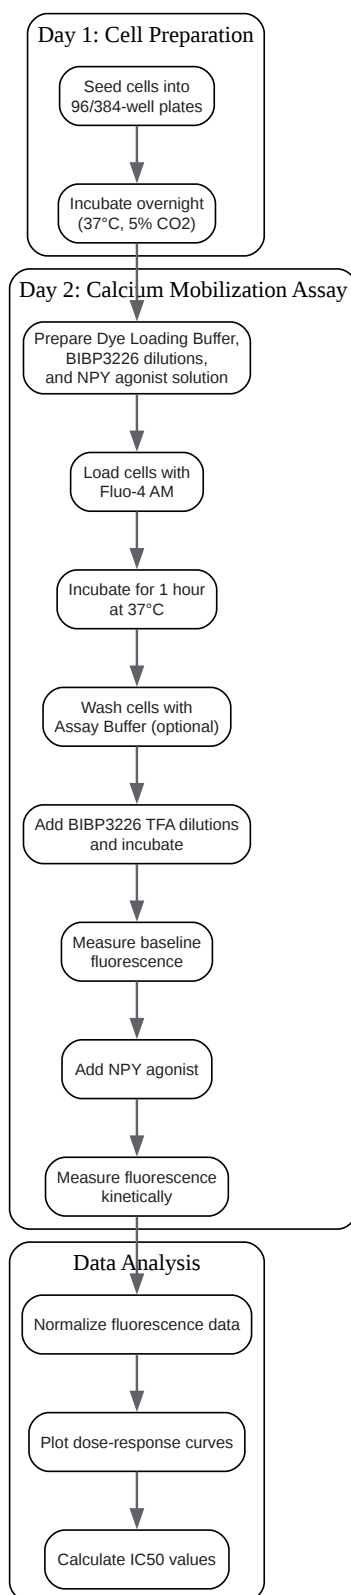 Day 1: Cell Preparation
Seed cells into
96/384-well plates
Incubate overnight
(37°C, 5% CO2)
Day 2: Calcium Mobilization Assay
Prepare Dye Loading Buffer,
BIBP3226 dilutions,
and NPY agonist solution
Load cells with
Fluo-4 AM
Incubate for 1 hour
at 37°C
Wash cells with
Assay Buffer (optional)
Add BIBP3226 TFA dilutions
and incubate
Measure baseline
fluorescence
Add NPY agonist
Measure fluorescence
kinetically
Data Analysis
Normalize fluorescence data
Plot dose-response curves
Calculate IC50 values